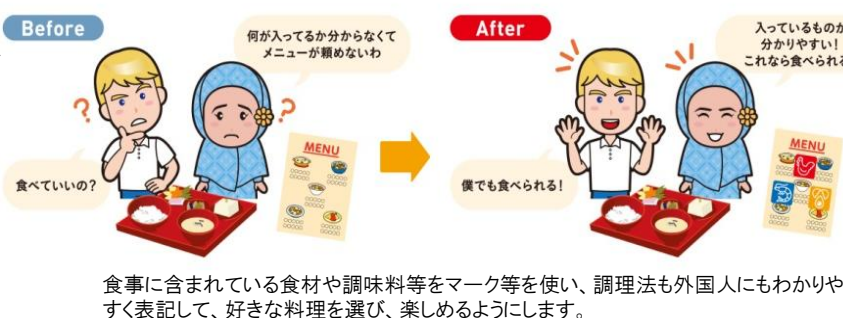 Before
何が入ってるか分からなくて
メニューが頼めないわ
食べていいの?
MENU
After
入っているものが
分かりやすい!
これなら食べられる
僕でも食べられる!
MENU
食事に含まれている食材や調味料等をマーク等を使い、調理法も外国人にもわかりや
すく表記して、好きな料理を選び、楽しめるようにします。